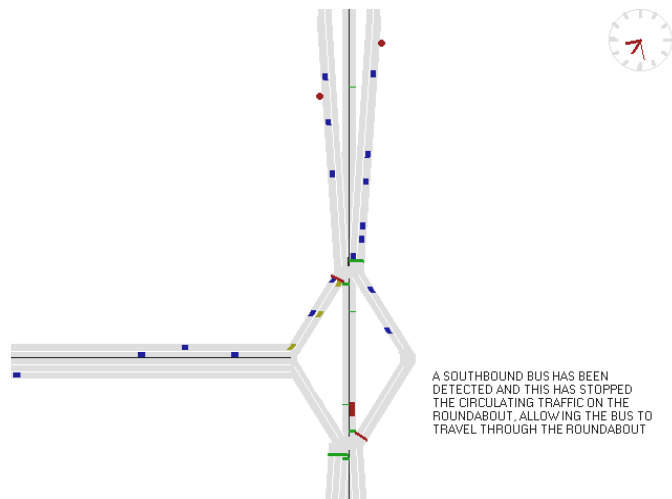 A SOUTHBOUND BUS HAS BEEN
DETECTED AND THIS HAS STOPPED
THE CIRCULATING TRAFFIC ON THE
ROUNDABOUT, ALLOWING THE BUS TO
TRAVEL THROUGH THE ROUNDABOUT